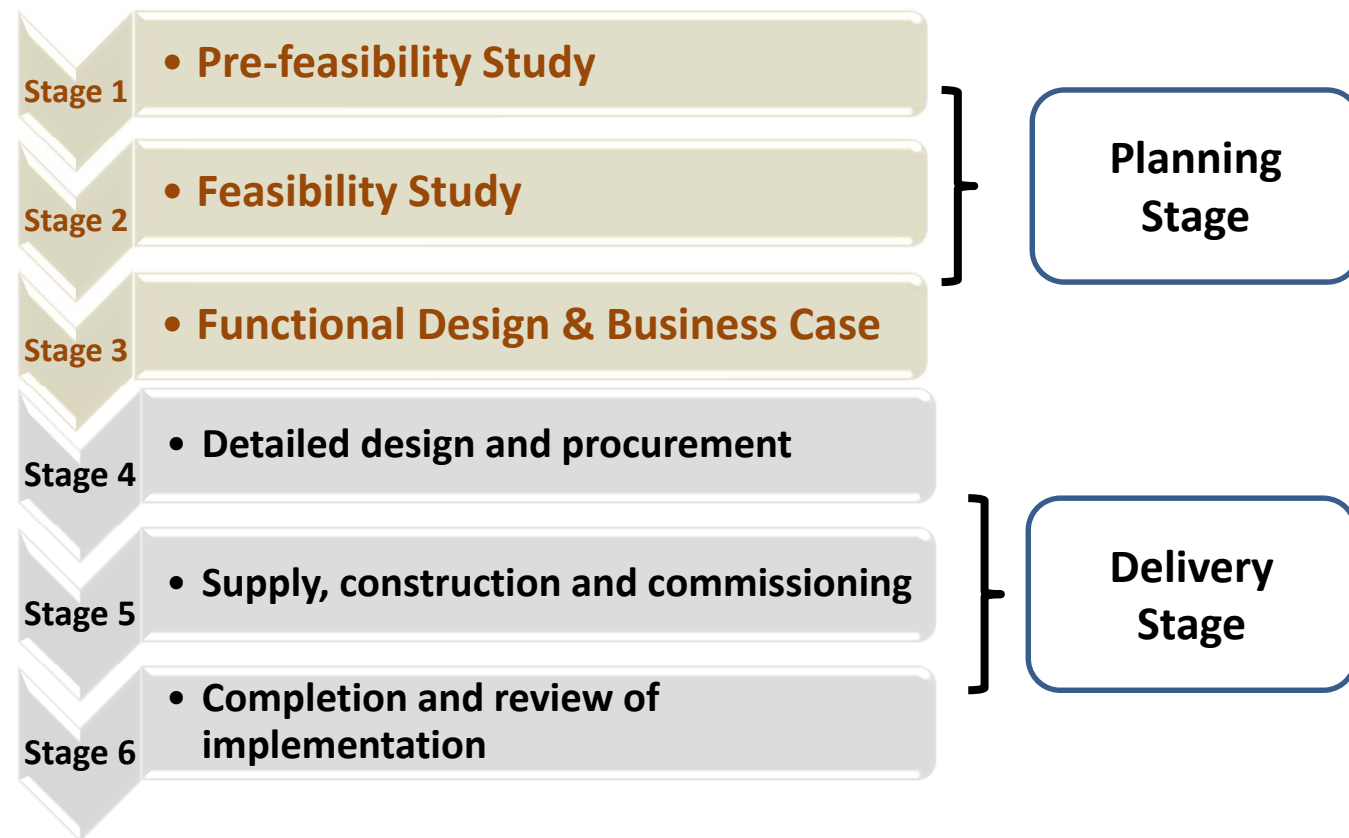 Stage 1
• Pre-feasibility Study
Stage 2
• Feasibility Study
Stage 3
• Functional Design & Business Case
Planning
Stage
Stage 4
• Detailed design and procurement
Stage 5
• Supply, construction and commissioning
Stage 6
• Completion and review of
implementation
Delivery
Stage